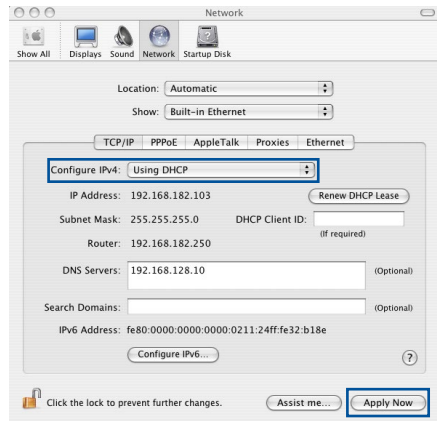 Network
Show All Displays Sound Network Startup Disk
Location: Automatic
Show: Built-in Ethernet
TCP/IP PPPoE AppleTalk Proxies Ethernet
Configure IPv4: Using DHCP
IP Address: 192.168.182.103 Renew DHCP Lease
Subnet Mask: 255.255.255.0 DHCP Client ID:
(If required)
Router: 192.168.182.250
DNS Servers: 192.168.128.10 (Optional)
Search Domains: (Optional)
IPv6 Address: fe80:0000:0000:0000:0211:24ff:fe32:b18e
Configure IPv6...
?
Click the lock to prevent further changes. Assist me... Apply Now